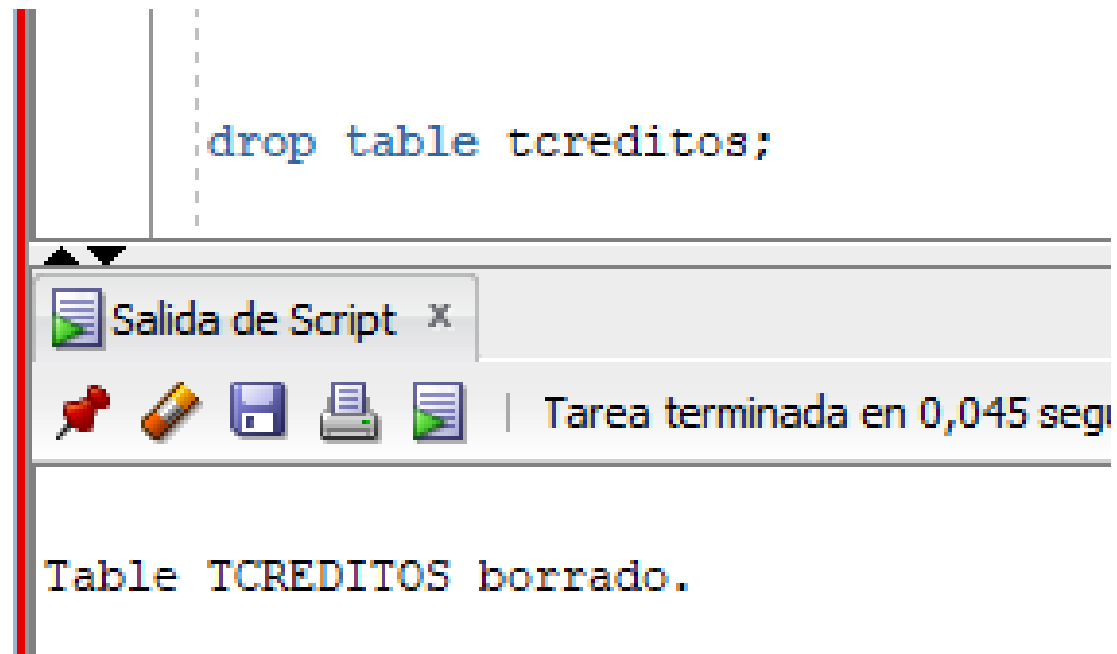 drop table tcreditos;
Salida de Script
Tarea terminada en 0,045
Table TCREDITOS borrado.